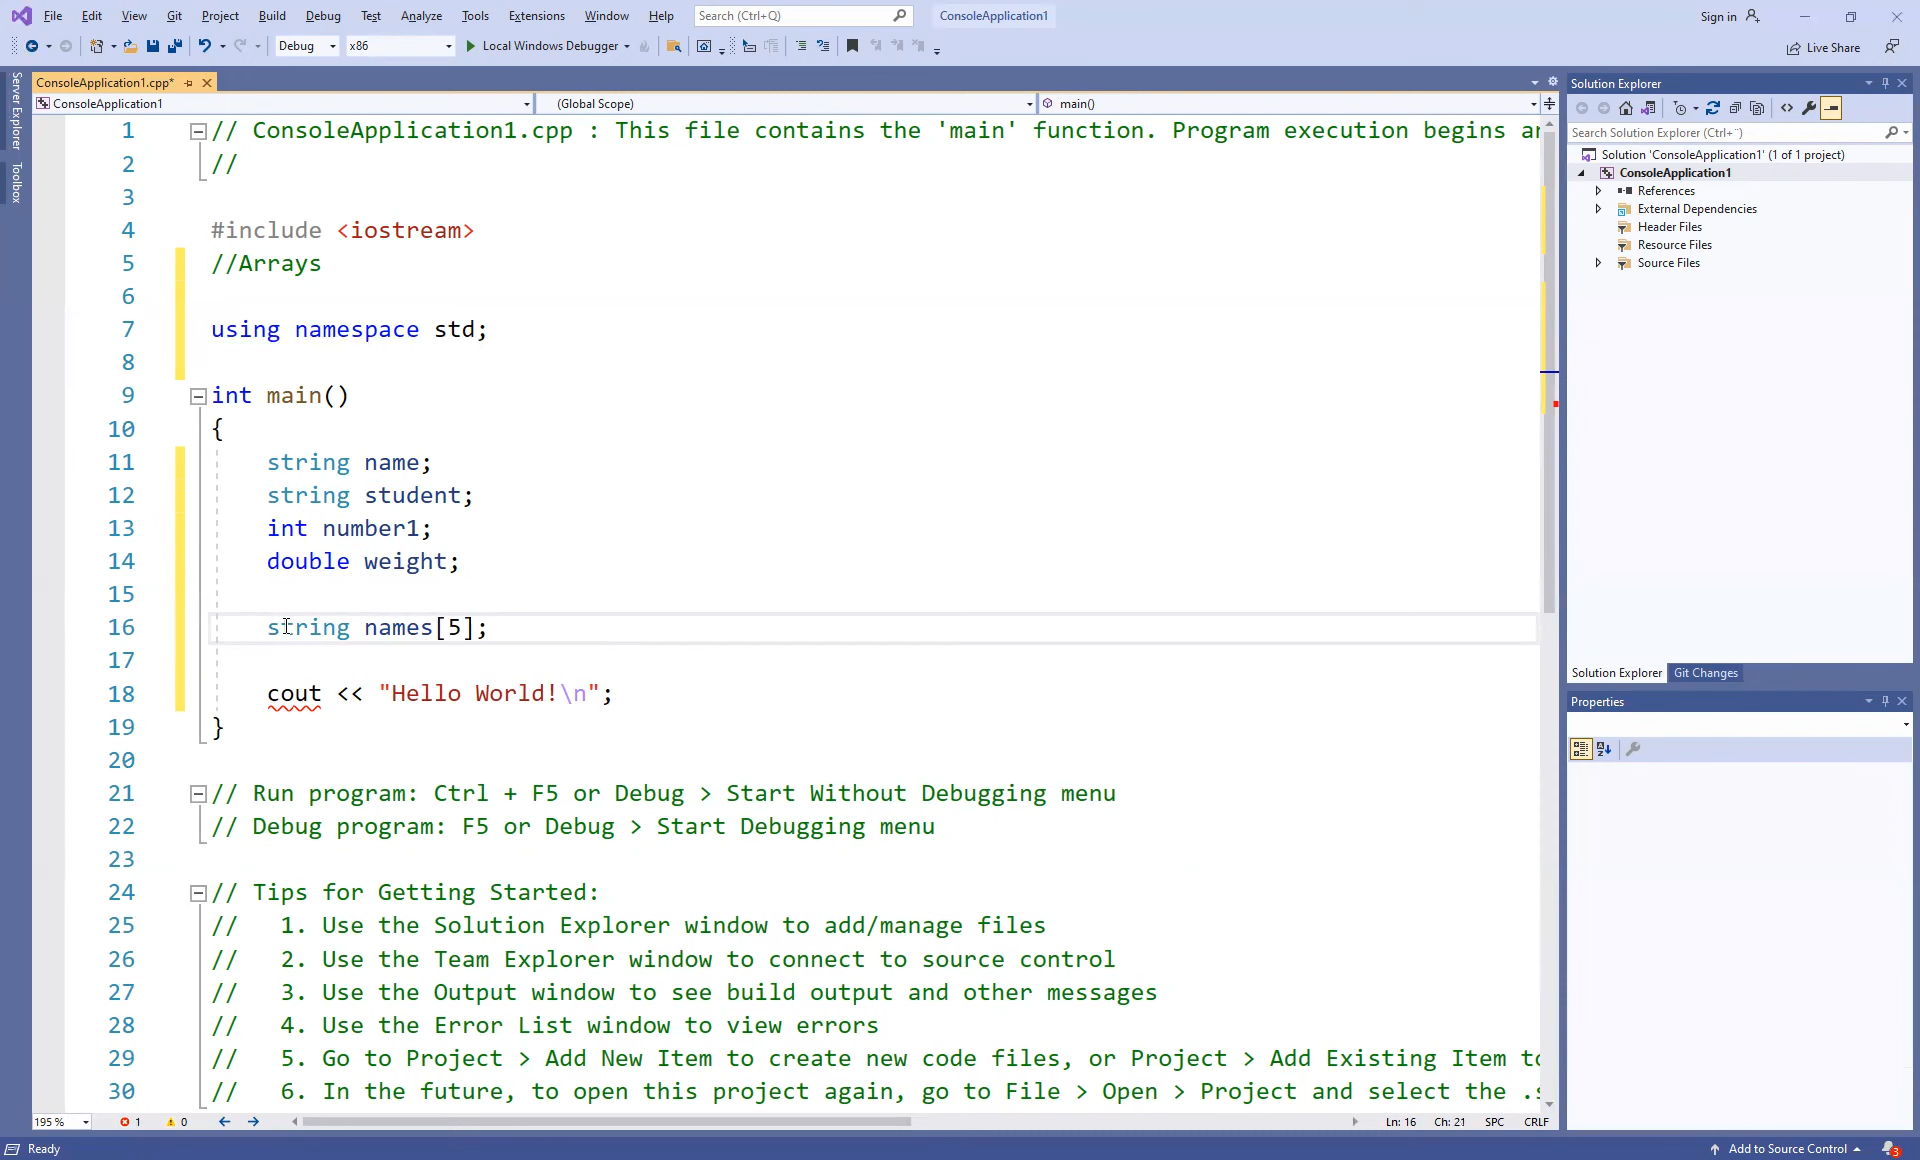 File Edit View Git Project Build Debug Test Analyze Tools Extensions Window Help Search (Ctrl+Q) ConsoleApplication1 Sign in
Debug x86 Local Windows Debugger Live Share
Server Explorer
Toolbox
ConsoleApplication1.cpp*
ConsoleApplication1 (Global Scope) main()
1 // ConsoleApplication1.cpp : This file contains the 'main' function. Program execution begins an
2 //
3
4 #include <iostream>
5 //Arrays
6
7 using namespace std;
8
9 int main()
10 {
11 string name;
12 string student;
13 int number1;
14 double weight;
15
16 string names[5];
17
18 cout << "Hello World!\n";
19 }
20
21 // Run program: Ctrl + F5 or Debug > Start Without Debugging menu
22 // Debug program: F5 or Debug > Start Debugging menu
23
24 // Tips for Getting Started:
25 // 1. Use the Solution Explorer window to add/manage files
26 // 2. Use the Team Explorer window to connect to source control
27 // 3. Use the Output window to see build output and other messages
28 // 4. Use the Error List window to view errors
29 // 5. Go to Project > Add New Item to create new code files, or Project > Add Existing Item to
30 // 6. In the future, to open this project again, go to File > Open > Project and select the .s
195 % 1 0 Ln: 16 Ch: 21 SPC CRLF
Solution Explorer
Search Solution Explorer (Ctrl+¨)
Solution 'ConsoleApplication1' (1 of 1 project)
ConsoleApplication1
References
External Dependencies
Header Files
Resource Files
Source Files
Solution Explorer Git Changes
Properties
Ready Add to Source Control 3